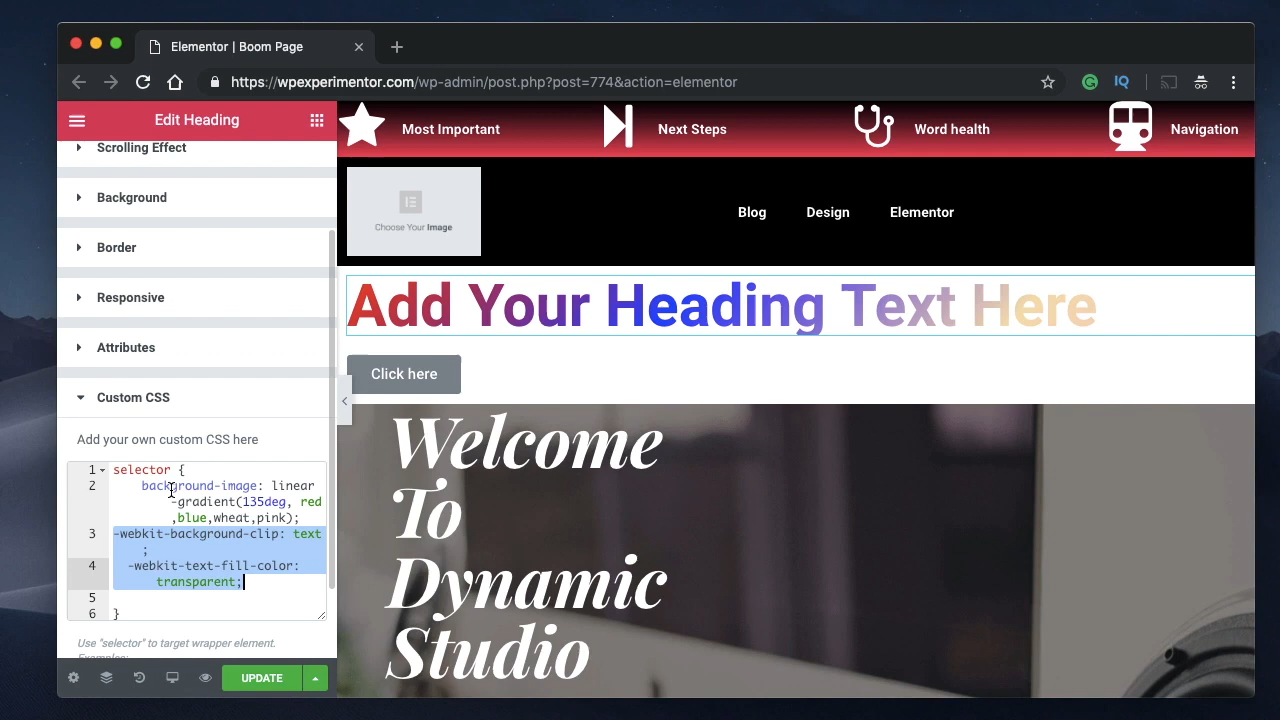 Elementor | Boom Page
https://wpexperimentor.com/wp-admin/post.php?post=774&action=elementor
Edit Heading
Most Important
Next Steps
Word health
Navigation
Scrolling Effect
Background
Border
Responsive
Attributes
Custom CSS
Add your own custom CSS here
1 selector {
2 background-image: linear
-gradient(135deg, red
,blue,wheat,pink);
3 -webkit-background-clip: text
;
4 -webkit-text-fill-color:
transparent;
5
6 }
Use "selector" to target wrapper element.
Examples:
UPDATE
Choose Your Image
Blog
Design
Elementor
Add Your Heading Text Here
Click here
Welcome
To
Dynamic
Studio